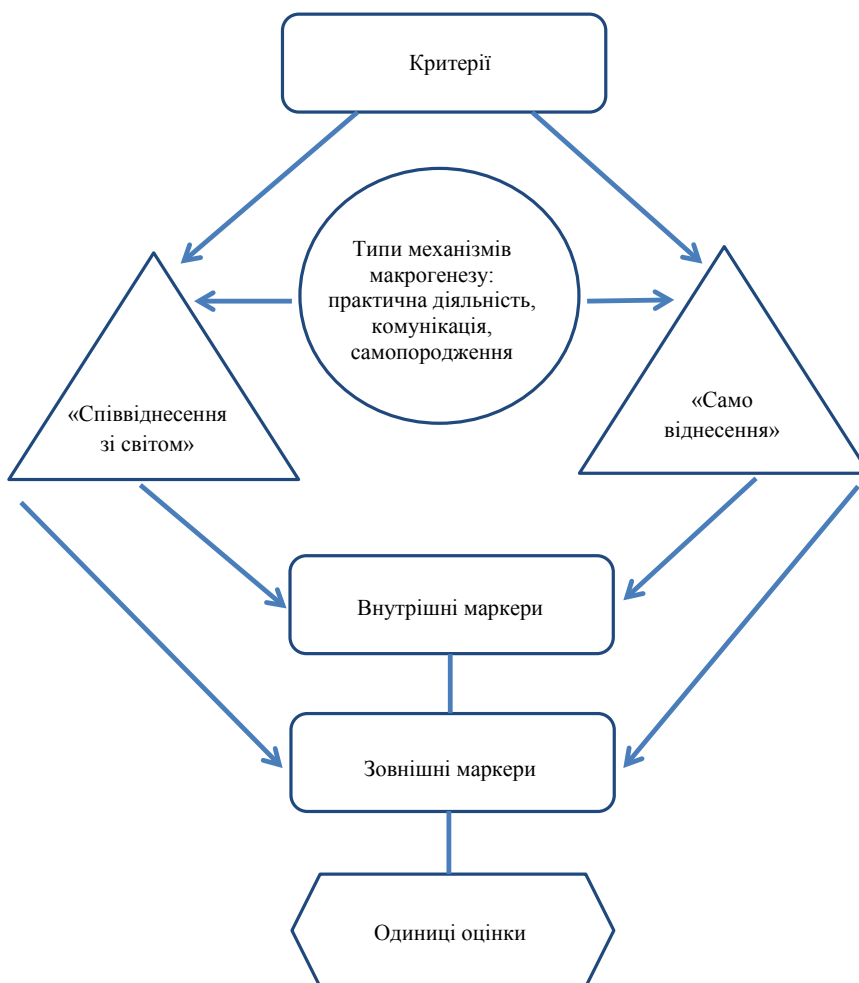 Критерії
Типи механізмів
макрогенезу:
практична діяльність,
комунікація,
самопородження
«Співвіднесення
зі світом»
«Само
віднесення»
Внутрішні маркери
Зовнішні маркери
Одиниці оцінки